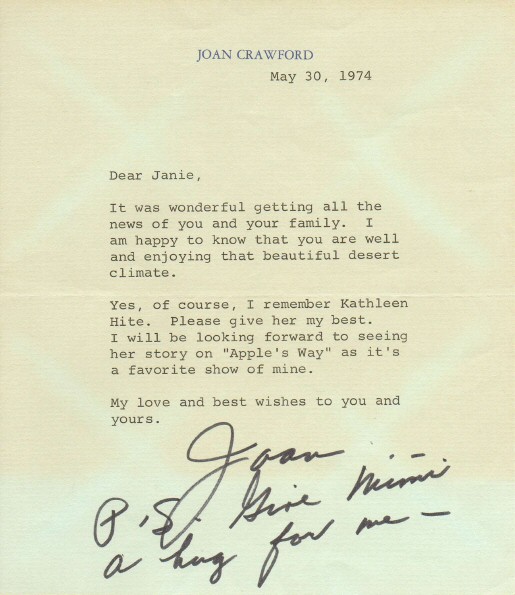 JOAN CRAWFORD
May 30, 1974
Dear Janie,
It was wonderful getting all the
news of you and your family.  I
am happy to know that you are well
and enjoying that beautiful desert
climate.
Yes, of course, I remember Kathleen
Hite.  Please give her my best.
I will be looking forward to seeing
her story on "Apple's Way" as it's
a favorite show of mine.
My love and best wishes to you and
yours.
Joan
P.S. Give Mimi
a hug for me —